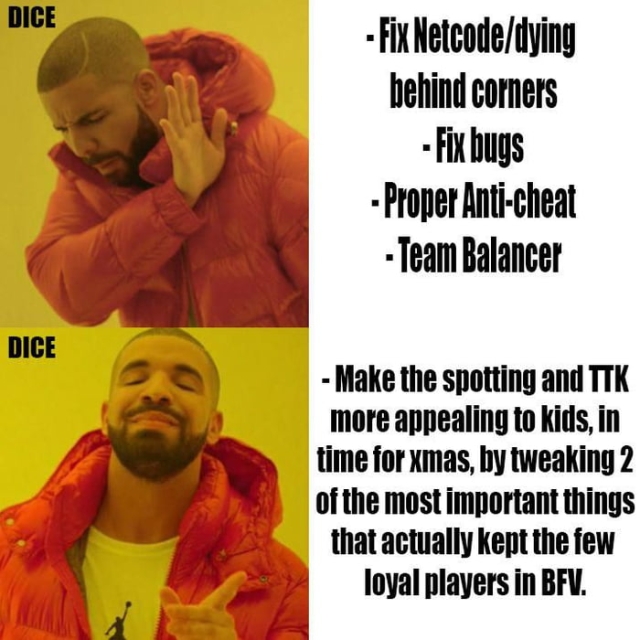 DICE
- Fix Netcode/dying
behind corners
- Fix bugs
- Proper Anti-cheat
- Team Balancer
DICE
- Make the spotting and TTK
more appealing to kids, in
time for xmas, by tweaking 2
of the most important things
that actually kept the few
loyal players in BFV.